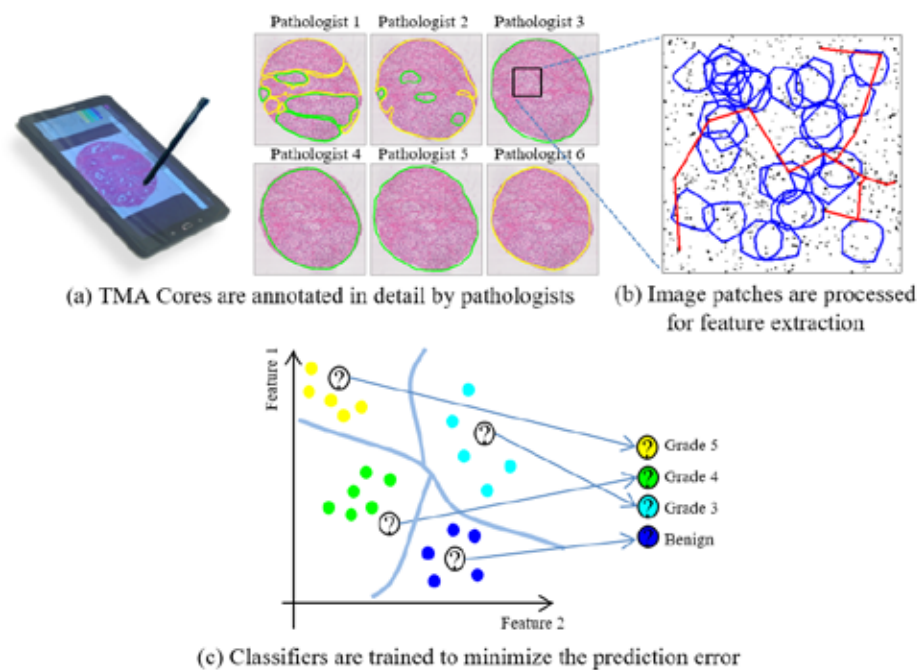 Pathologist 1 Pathologist 2 Pathologist 3
Pathologist 4 Pathologist 5 Pathologist 6
(a) TMA Cores are annotated in detail by pathologists
(b) Image patches are processed
for feature extraction
Feature 1
?
?
?
?
? Grade 5
? Grade 4
? Grade 3
? Benign
Feature 2
(c) Classifiers are trained to minimize the prediction error